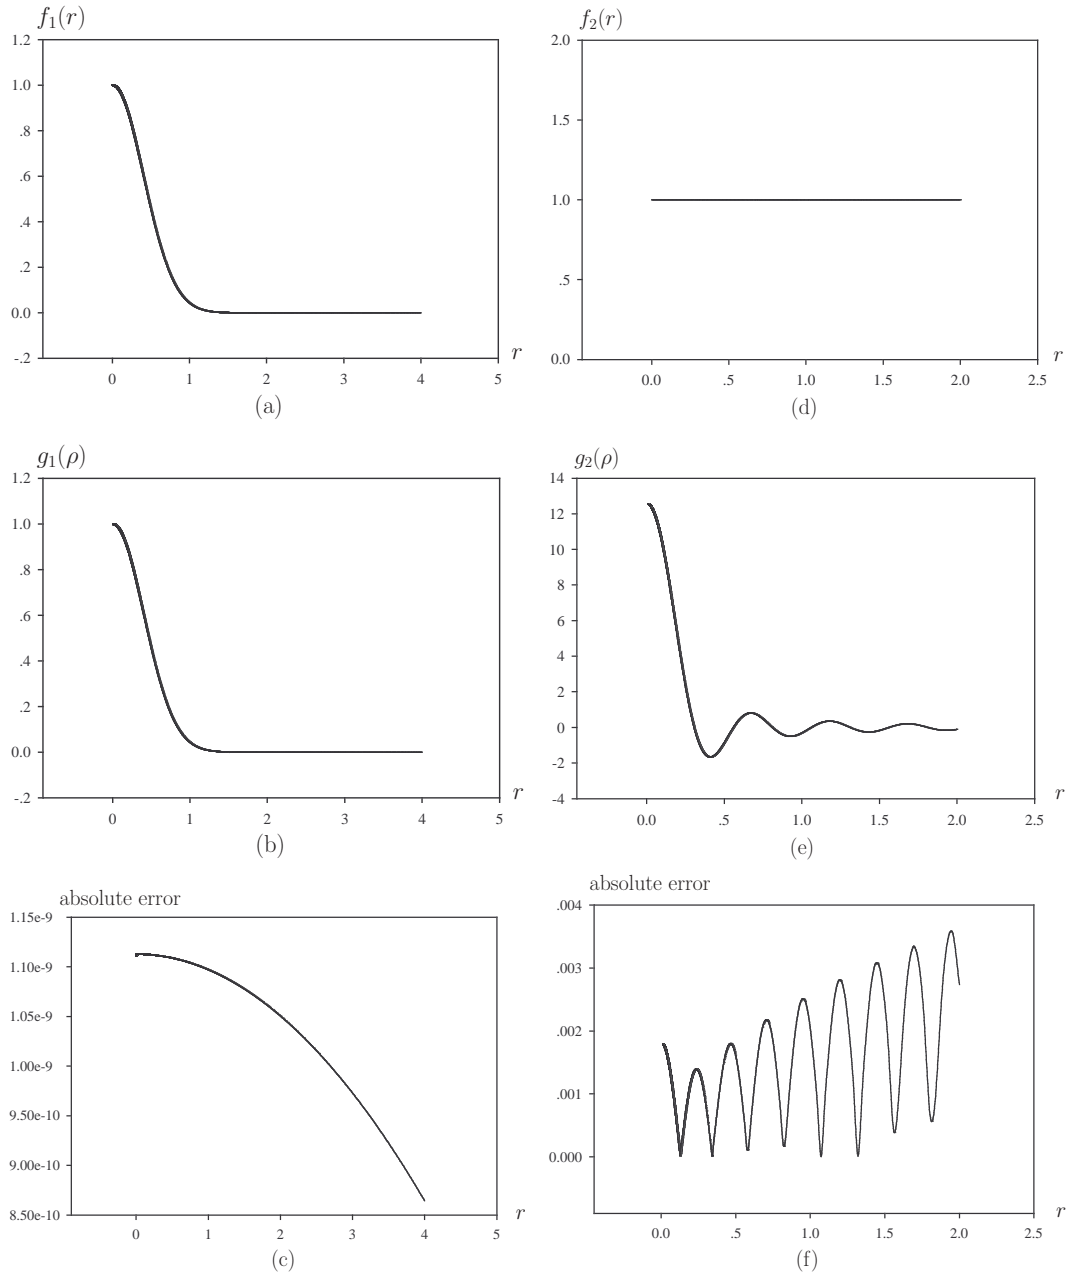 f₁(r)
1.2
1.0
.8
.6
.4
.2
0.0
-.2
0 1 2 3 4 5
r
(a)
f₂(r)
2.0
1.5
1.0
.5
0.0
0.0 .5 1.0 1.5 2.0 2.5
r
(d)
g₁(ρ)
1.2
1.0
.8
.6
.4
.2
0.0
-.2
0 1 2 3 4 5
r
(b)
g₂(ρ)
14
12
10
8
6
4
2
0
-2
-4
0.0 .5 1.0 1.5 2.0 2.5
r
(e)
absolute error
1.15e-9
1.10e-9
1.05e-9
1.00e-9
9.50e-10
9.00e-10
8.50e-10
0 1 2 3 4 5
r
(c)
absolute error
.004
.003
.002
.001
0.000
0.0 .5 1.0 1.5 2.0 2.5
r
(f)